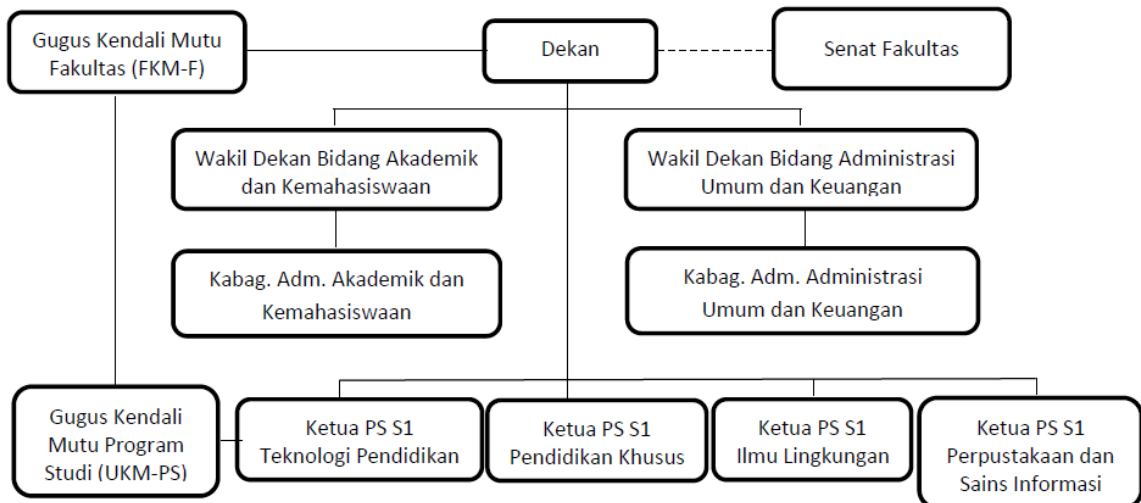 Gugus Kendali Mutu
Fakultas (FKM-F)
Dekan
Senat Fakultas
Wakil Dekan Bidang Akademik
dan Kemahasiswaan
Wakil Dekan Bidang Administrasi
Umum dan Keuangan
Kabag. Adm. Akademik dan
Kemahasiswaan
Kabag. Adm. Administrasi
Umum dan Keuangan
Gugus Kendali
Mutu Program
Studi (UKM-PS)
Ketua PS S1
Teknologi Pendidikan
Ketua PS S1
Pendidikan Khusus
Ketua PS S1
Ilmu Lingkungan
Ketua PS S1
Perpustakaan dan
Sains Informasi